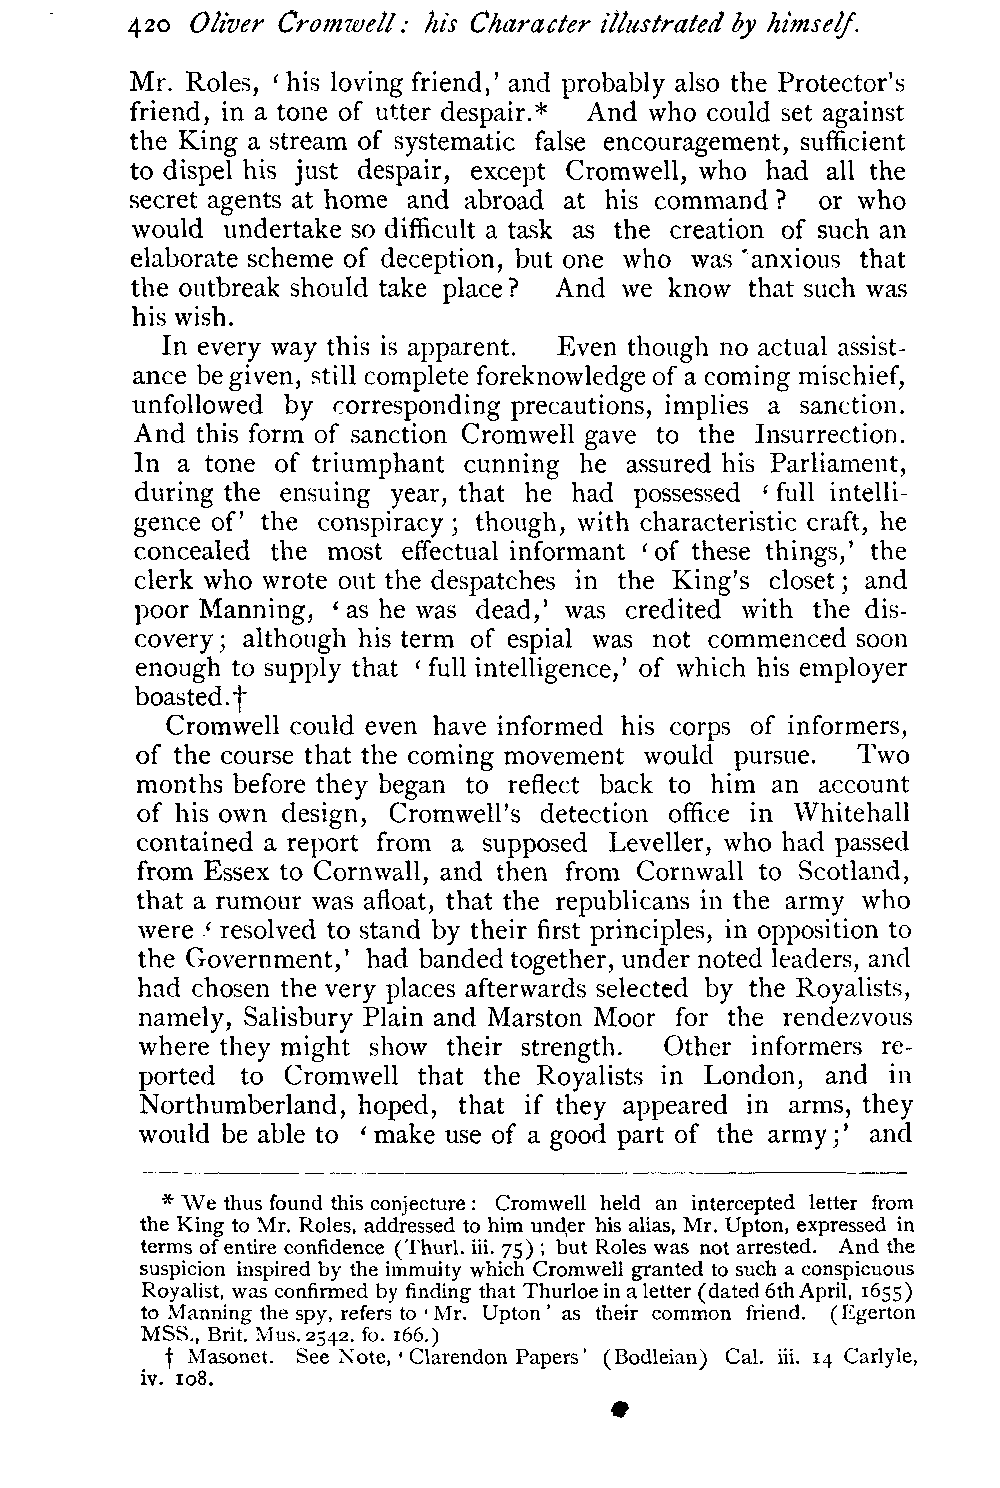 420 Oliver Cromwell: his Character illustrated by himself.
Mr. Roles, ‘ his loving friend,’ and probably also the Protector's
friend, in a tone of utter despair.* And who could set against
the King a stream of systematic false encouragement, sufficient
to dispel his just despair, except Cromwell, who had all the
secret agents at home and abroad at his command ? or who
would undertake so difficult a task as the creation of such an
elaborate scheme of deception, but one who was anxious that
the outbreak should take place ? And we know that such was
his wish.
In every way this is apparent. Even though no actual assist-
ance be given, still complete foreknowledge of a coming mischief,
unfollowed by corresponding precautions, implies a sanction.
And this form of sanction Cromwell gave to the Insurrection.
In a tone of triumphant cunning he assured his Parliament,
during the ensuing year, that he had possessed ‘ full intelli-
gence of’ the conspiracy ; though, with characteristic craft, he
concealed the most effectual informant ‘ of these things,’ the
clerk who wrote out the despatches in the King's closet ; and
poor Manning, ‘ as he was dead,’ was credited with the dis-
covery ; although his term of espial was not commenced soon
enough to supply that ‘ full intelligence,’ of which his employer
boasted.†
Cromwell could even have informed his corps of informers,
of the course that the coming movement would pursue. Two
months before they began to reflect back to him an account
of his own design, Cromwell's detection office in Whitehall
contained a report from a supposed Leveller, who had passed
from Essex to Cornwall, and then from Cornwall to Scotland,
that a rumour was afloat, that the republicans in the army who
were ‘ resolved to stand by their first principles, in opposition to
the Government,’ had banded together, under noted leaders, and
had chosen the very places afterwards selected by the Royalists,
namely, Salisbury Plain and Marston Moor for the rendezvous
where they might show their strength. Other informers re-
ported to Cromwell that the Royalists in London, and in
Northumberland, hoped, that if they appeared in arms, they
would be able to ‘ make use of a good part of the army ;’ and
* We thus found this conjecture : Cromwell held an intercepted letter from
the King to Mr. Roles, addressed to him under his alias, Mr. Upton, expressed in
terms of entire confidence (Thurl. iii. 75) ; but Roles was not arrested. And the
suspicion inspired by the immuity which Cromwell granted to such a conspicuous
Royalist, was confirmed by finding that Thurloe in a letter (dated 6th April, 1655)
to Manning the spy, refers to ‘ Mr. Upton ’ as their common friend. (Egerton
MSS., Brit. Mus. 2542. fo. 166.)
† Masonet. See Note, ‘ Clarendon Papers ’ (Bodleian) Cal. iii. 14 Carlyle,
iv. 108.